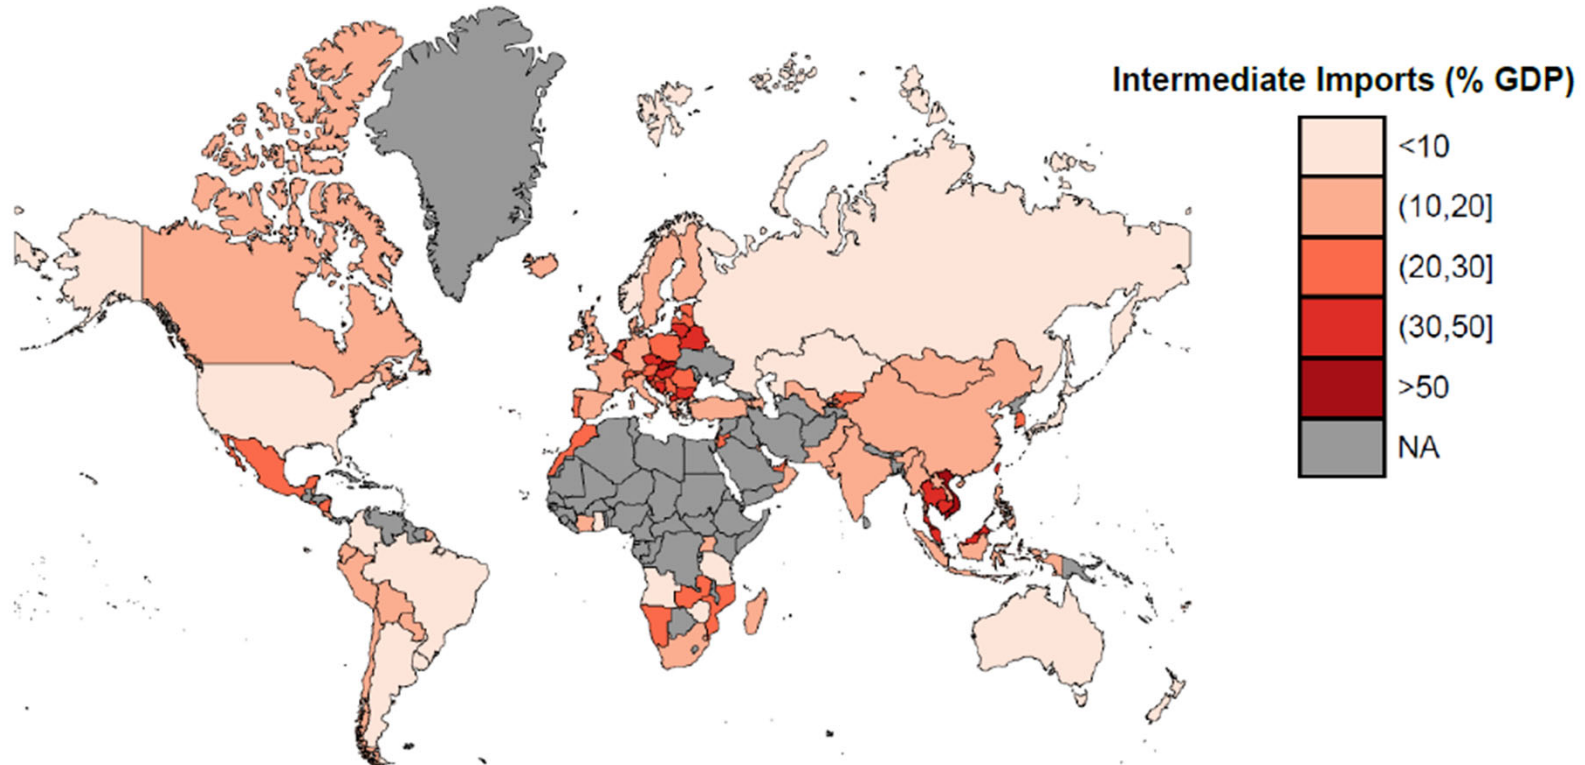 Intermediate Imports (% GDP)
<10
(10,20]
(20,30]
(30,50]
>50
NA